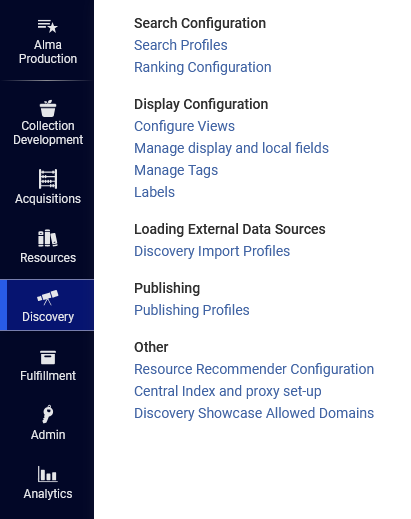 Alma
Production
Collection
Development
Acquisitions
Resources
Discovery
Fulfillment
Admin
Analytics
Search Configuration
Search Profiles
Ranking Configuration
Display Configuration
Configure Views
Manage display and local fields
Manage Tags
Labels
Loading External Data Sources
Discovery Import Profiles
Publishing
Publishing Profiles
Other
Resource Recommender Configuration
Central Index and proxy set-up
Discovery Showcase Allowed Domains